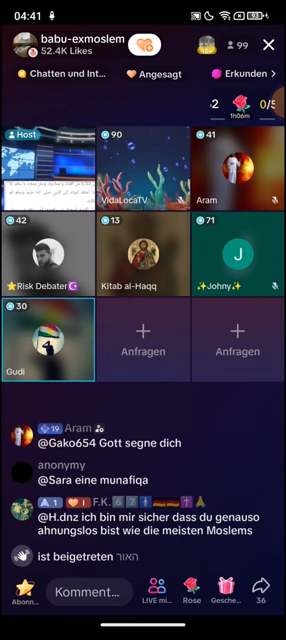 04:41
93
babu-exmoslem
52.4K Likes
99
Chatten und Int...
Angesagt
Erkunden >
1h06m
0/5
Host
90
41
VidaLocaTV
Aram
42
13
71
J
Risk Debater
Kitab al-Haqq
Johny
30
Gudi
Anfragen
Anfragen
19 Aram
@Gako654 Gott segne dich
anonymy
@Sara eine munafiqa
1 I F.K.
@H.dnz ich bin mir sicher dass du genauso
ahnungslos bist wie die meisten Moslems
ist beigetreten האור
Abonn...
Komment...
LIVE mi...
Rose
Gesche...
36